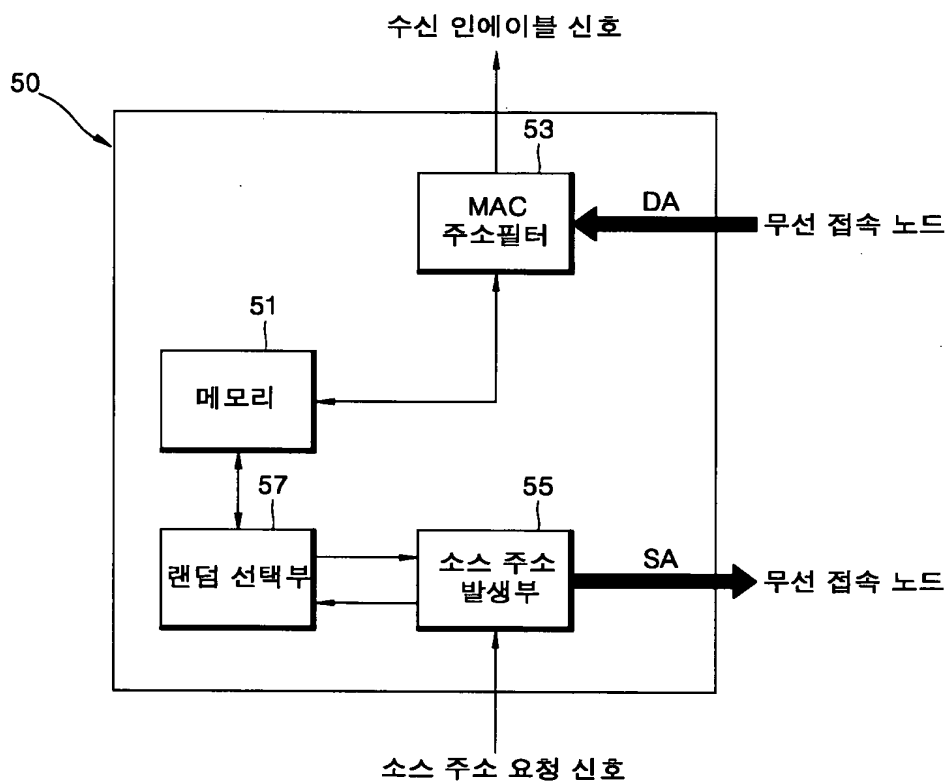 수신 인에이블 신호
50
53
MAC
주소필터
DA
무선 접속 노드
51
메모리
57
랜덤 선택부
55
소스 주소
발생부
SA
무선 접속 노드
소스 주소 요청 신호